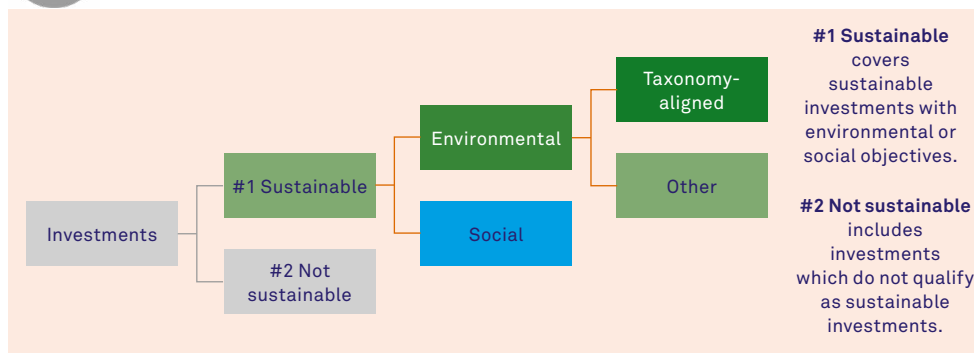 Investments
#1 Sustainable
#2 Not
sustainable
Environmental
Social
Taxonomy-
aligned
Other
#1 Sustainable
covers
sustainable
investments with
environmental or
social objectives.
#2 Not sustainable
includes
investments
which do not qualify
as sustainable
investments.